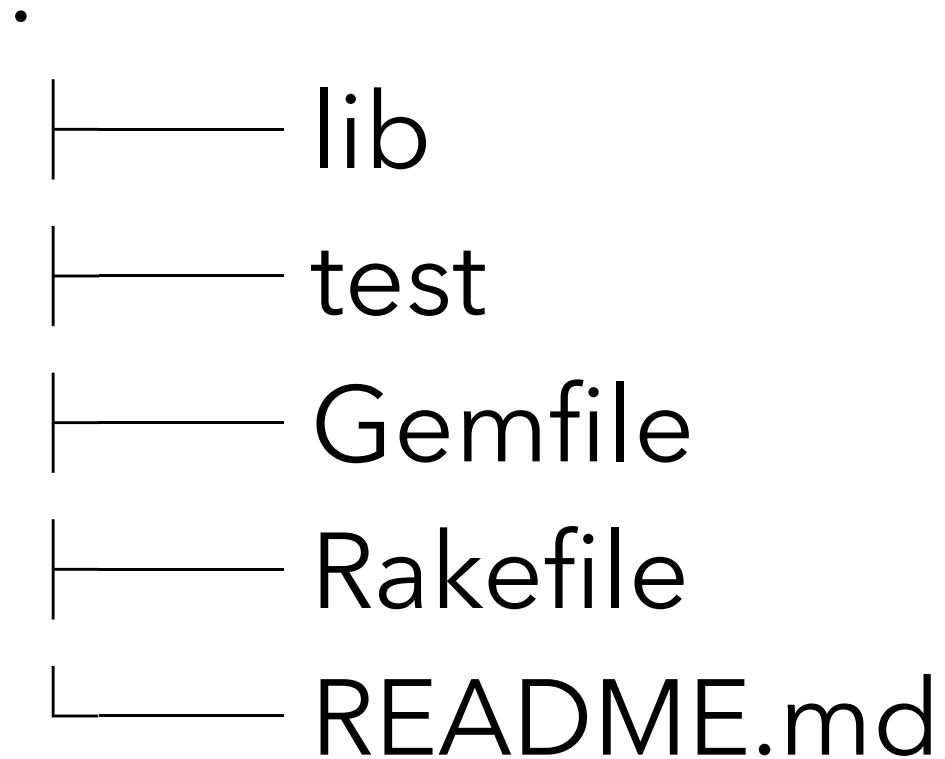 .
├── lib
├── test
├── Gemfile
├── Rakefile
└── README.md